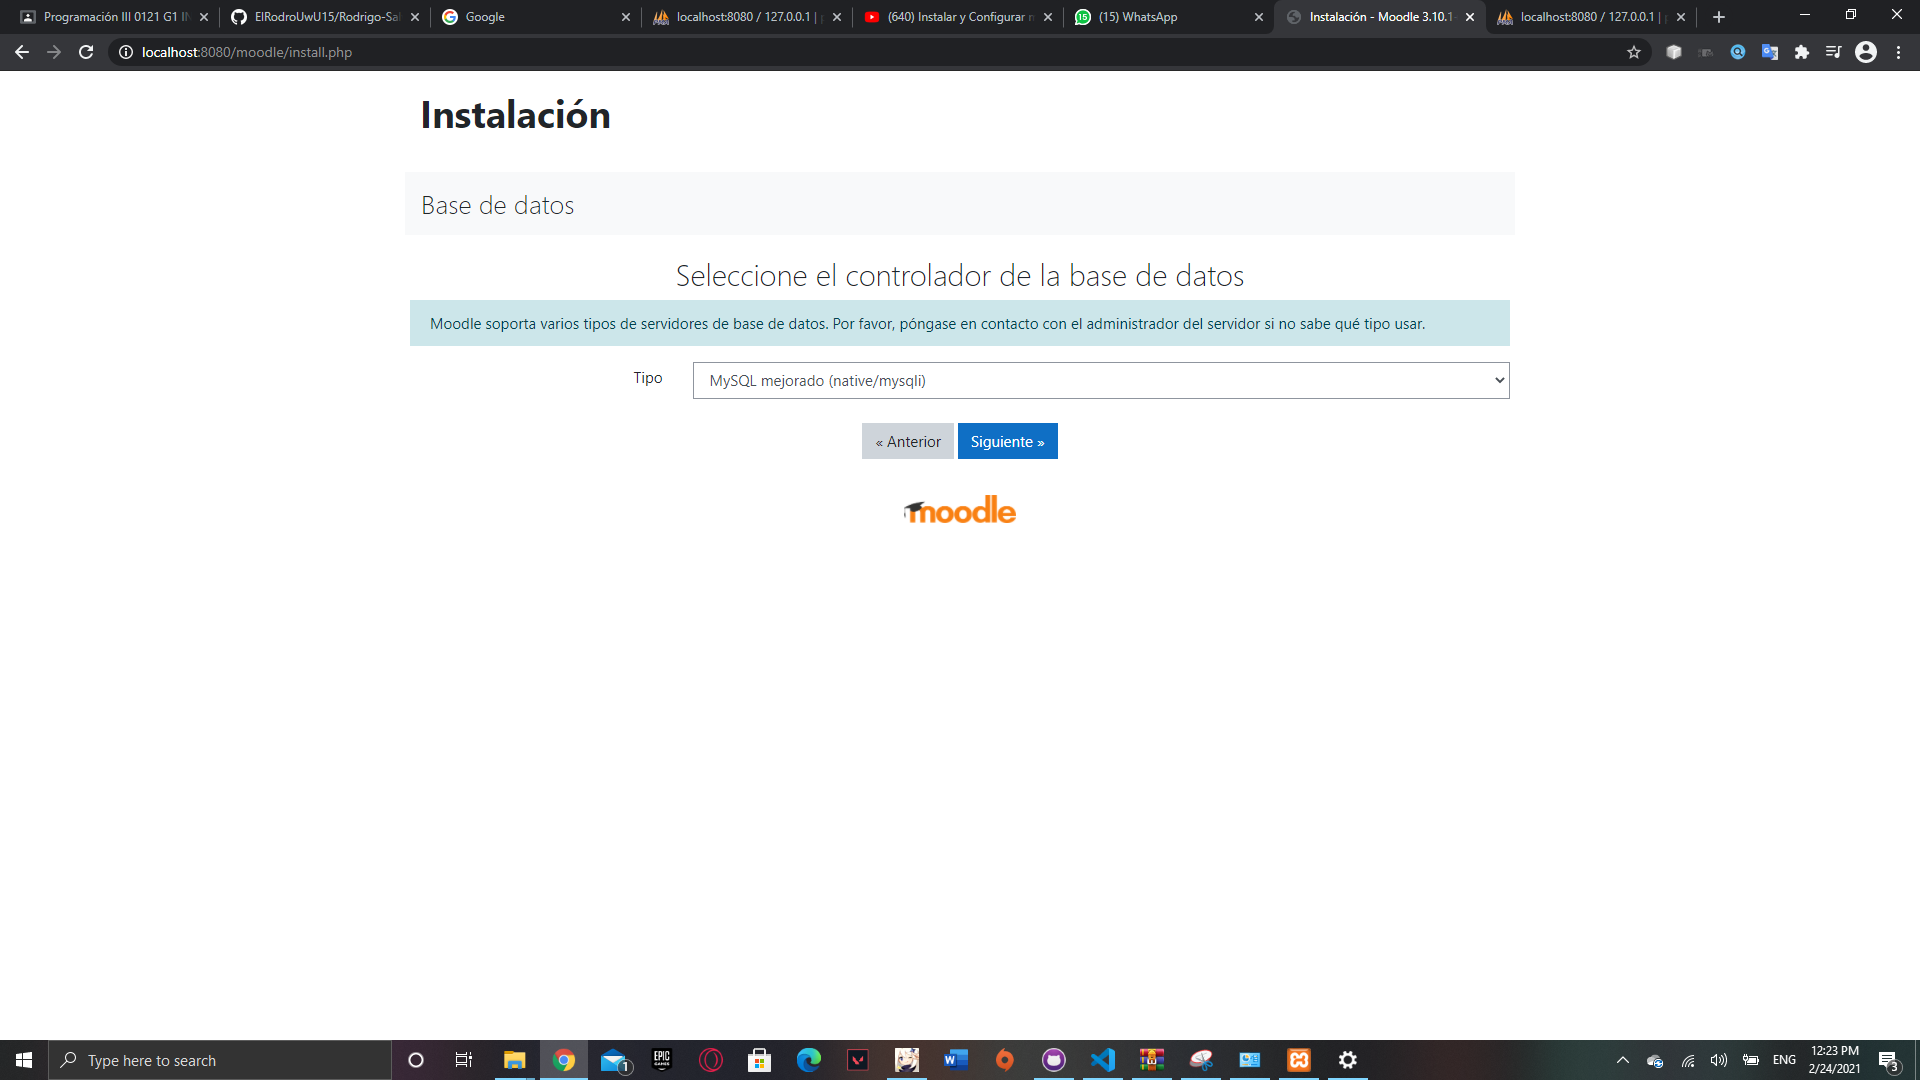 Programación III 0121 G1 IN
ElRodroUwU15/Rodrigo-Sal
Google
localhost:8080 / 127.0.0.1 | p
(640) Instalar y Configurar m
(15) WhatsApp
Instalación - Moodle 3.10.1
localhost:8080 / 127.0.0.1 | p
localhost:8080/moodle/install.php
Instalación
Base de datos
Seleccione el controlador de la base de datos
Moodle soporta varios tipos de servidores de base de datos. Por favor, póngase en contacto con el administrador del servidor si no sabe qué tipo usar.
Tipo
MySQL mejorado (native/mysqli)
« Anterior
Siguiente »
moodle
Type here to search
1
EPIC GAMES
ENG
12:23 PM
2/24/2021
3